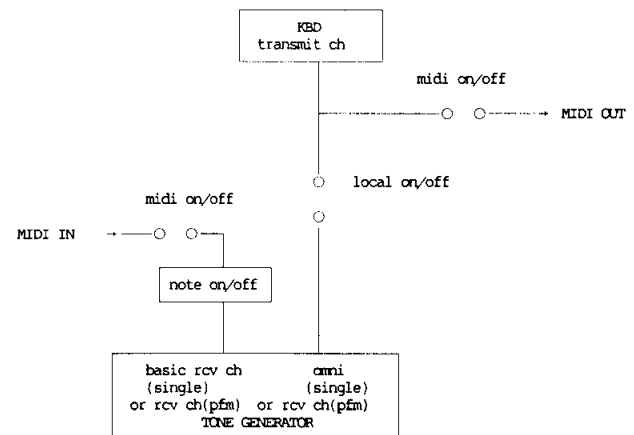 KBD
transmit ch
midi on/off
MIDI OUT
local on/off
midi on/off
MIDI IN
note on/off
basic rcv ch omni
(single) (single)
or rcv ch(pfm) or rcv ch(pfm)
TONE GENERATOR